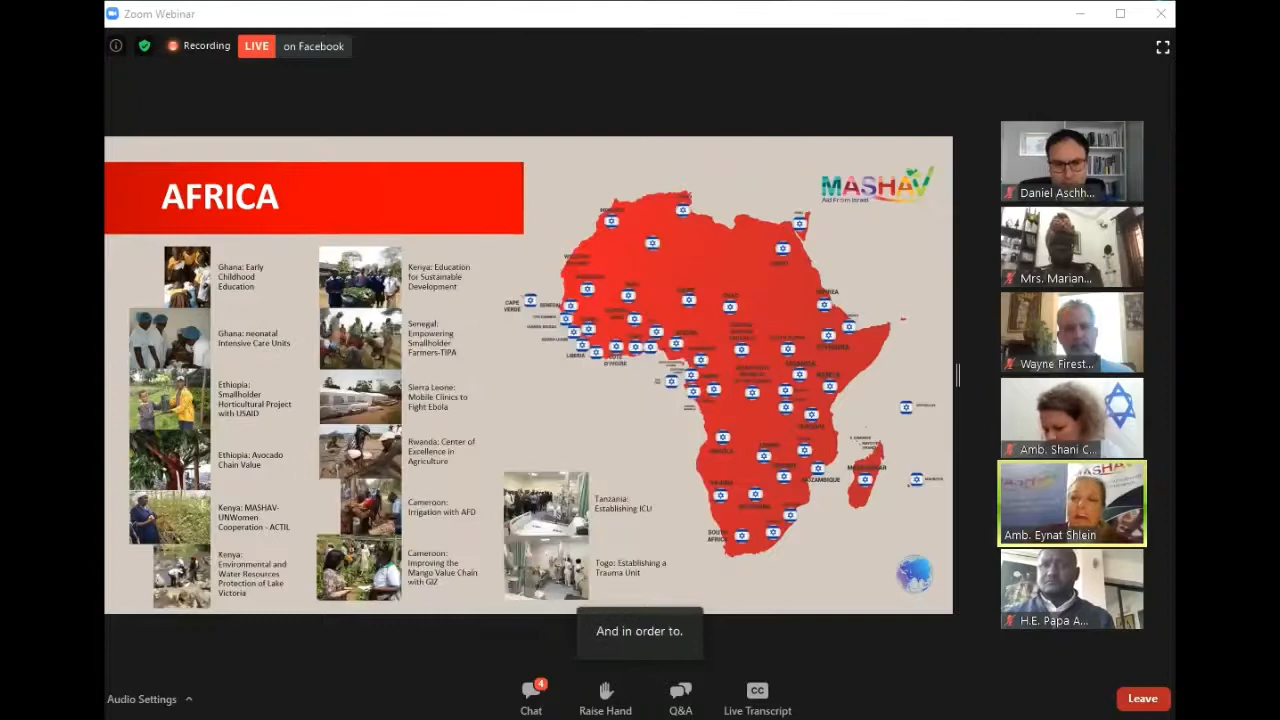 Zoom Webinar
Recording
LIVE
on Facebook
AFRICA
MASHAV
Aid From Israel
Ghana: Early
Childhood
Education
Ghana: neonatal
Intensive Care Units
Ethiopia:
Smallholder
Horticultural Project
with USAID
Ethiopia: Avocado
Chain Value
Kenya: MASHAV-
UNWomen
Cooperation - ACTIL
Kenya:
Environmental and
Water Resources
Protection of Lake
Victoria
Kenya: Education
for Sustainable
Development
Senegal:
Empowering
Smallholder
Farmers-TIPA
Sierra Leone:
Mobile Clinics to
Fight Ebola
Rwanda: Center of
Excellence in
Agriculture
Cameroon:
Irrigation with AFD
Cameroon:
Improving the
Mango Value Chain
with GIZ
Tanzania:
Establishing ICU
Togo: Establishing a
Trauma Unit
CAPE
VERDE
SENEGAL
LIBERIA
ERITREA
MOZAMBIQUE
MADAGASCAR
SOUTH
AFRICA
Daniel Aschh...
Mrs. Marian...
Wayne Firest...
Amb. Shani C...
MASHAV
Amb. Eynat Shlein
H.E. Papa A...
And in order to.
Audio Settings
4
Chat
Raise Hand
Q&A
CC
Live Transcript
Leave